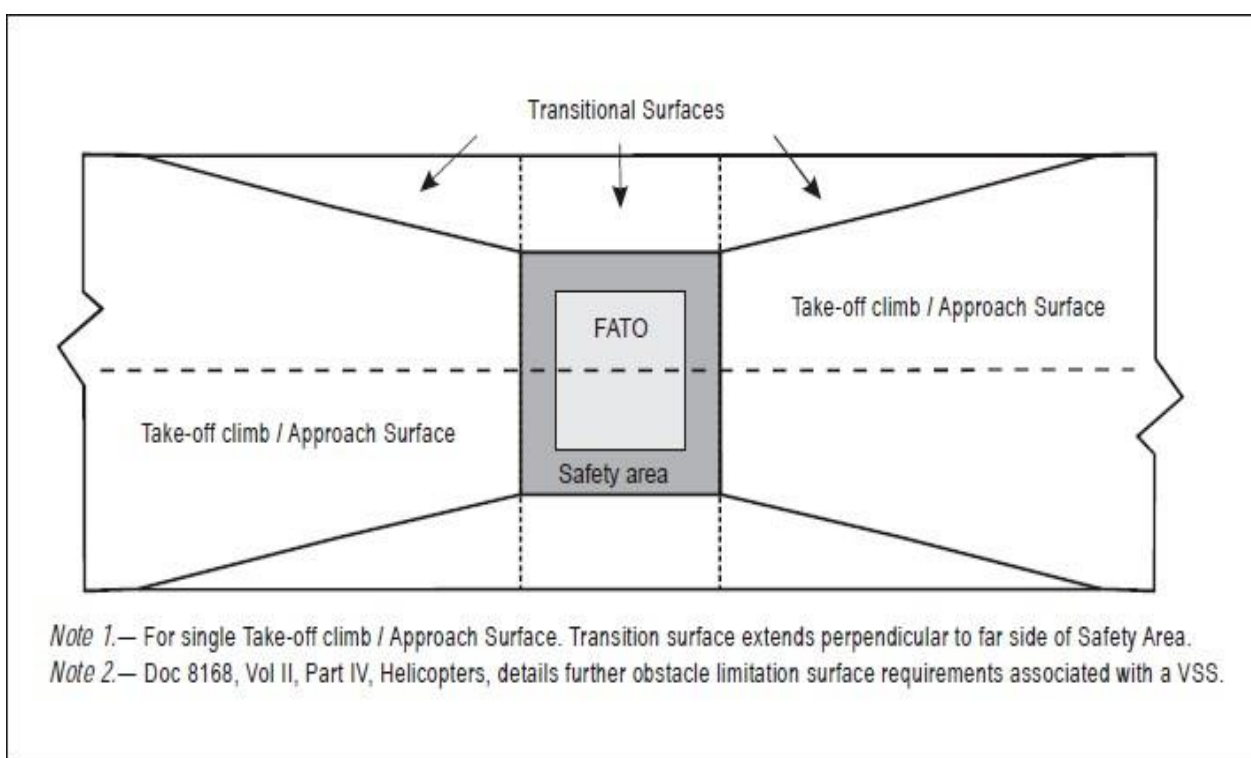 Transitional Surfaces
Take-off climb / Approach Surface
FATO
Take-off climb / Approach Surface
Safety area
Note 1.— For single Take-off climb / Approach Surface. Transition surface extends perpendicular to far side of Safety Area.
Note 2.— Doc 8168, Vol II, Part IV, Helicopters, details further obstacle limitation surface requirements associated with a VSS.